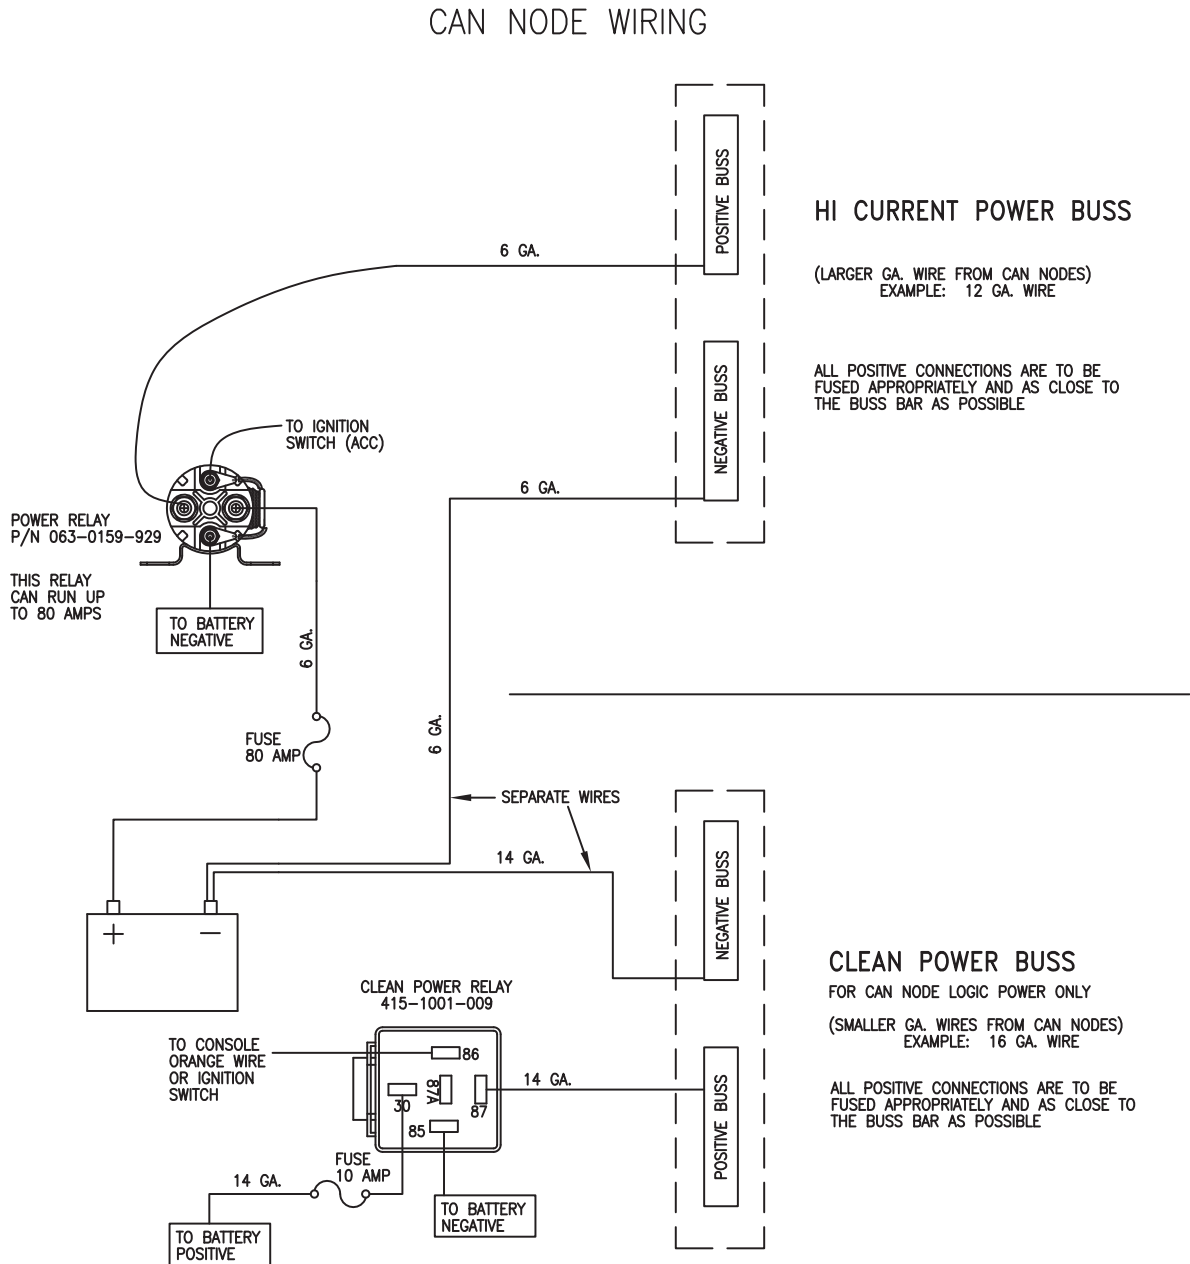 CAN NODE WIRING
POSITIVE BUSS
HI CURRENT POWER BUSS
6 GA.
(LARGER GA. WIRE FROM CAN NODES)
EXAMPLE: 12 GA. WIRE
NEGATIVE BUSS
ALL POSITIVE CONNECTIONS ARE TO BE
FUSED APPROPRIATELY AND AS CLOSE TO
THE BUSS BAR AS POSSIBLE
TO IGNITION
SWITCH (ACC)
6 GA.
POWER RELAY
P/N 063-0159-929
THIS RELAY
CAN RUN UP
TO 80 AMPS
TO BATTERY
NEGATIVE
6 GA.
FUSE
80 AMP
6 GA.
SEPARATE WIRES
14 GA.
NEGATIVE BUSS
+
−
CLEAN POWER BUSS
FOR CAN NODE LOGIC POWER ONLY
(SMALLER GA. WIRES FROM CAN NODES)
EXAMPLE: 16 GA. WIRE
CLEAN POWER RELAY
415-1001-009
TO CONSOLE
ORANGE WIRE
OR IGNITION
SWITCH
86
87A
30
87
85
14 GA.
POSITIVE BUSS
ALL POSITIVE CONNECTIONS ARE TO BE
FUSED APPROPRIATELY AND AS CLOSE TO
THE BUSS BAR AS POSSIBLE
FUSE
10 AMP
14 GA.
TO BATTERY
NEGATIVE
TO BATTERY
POSITIVE